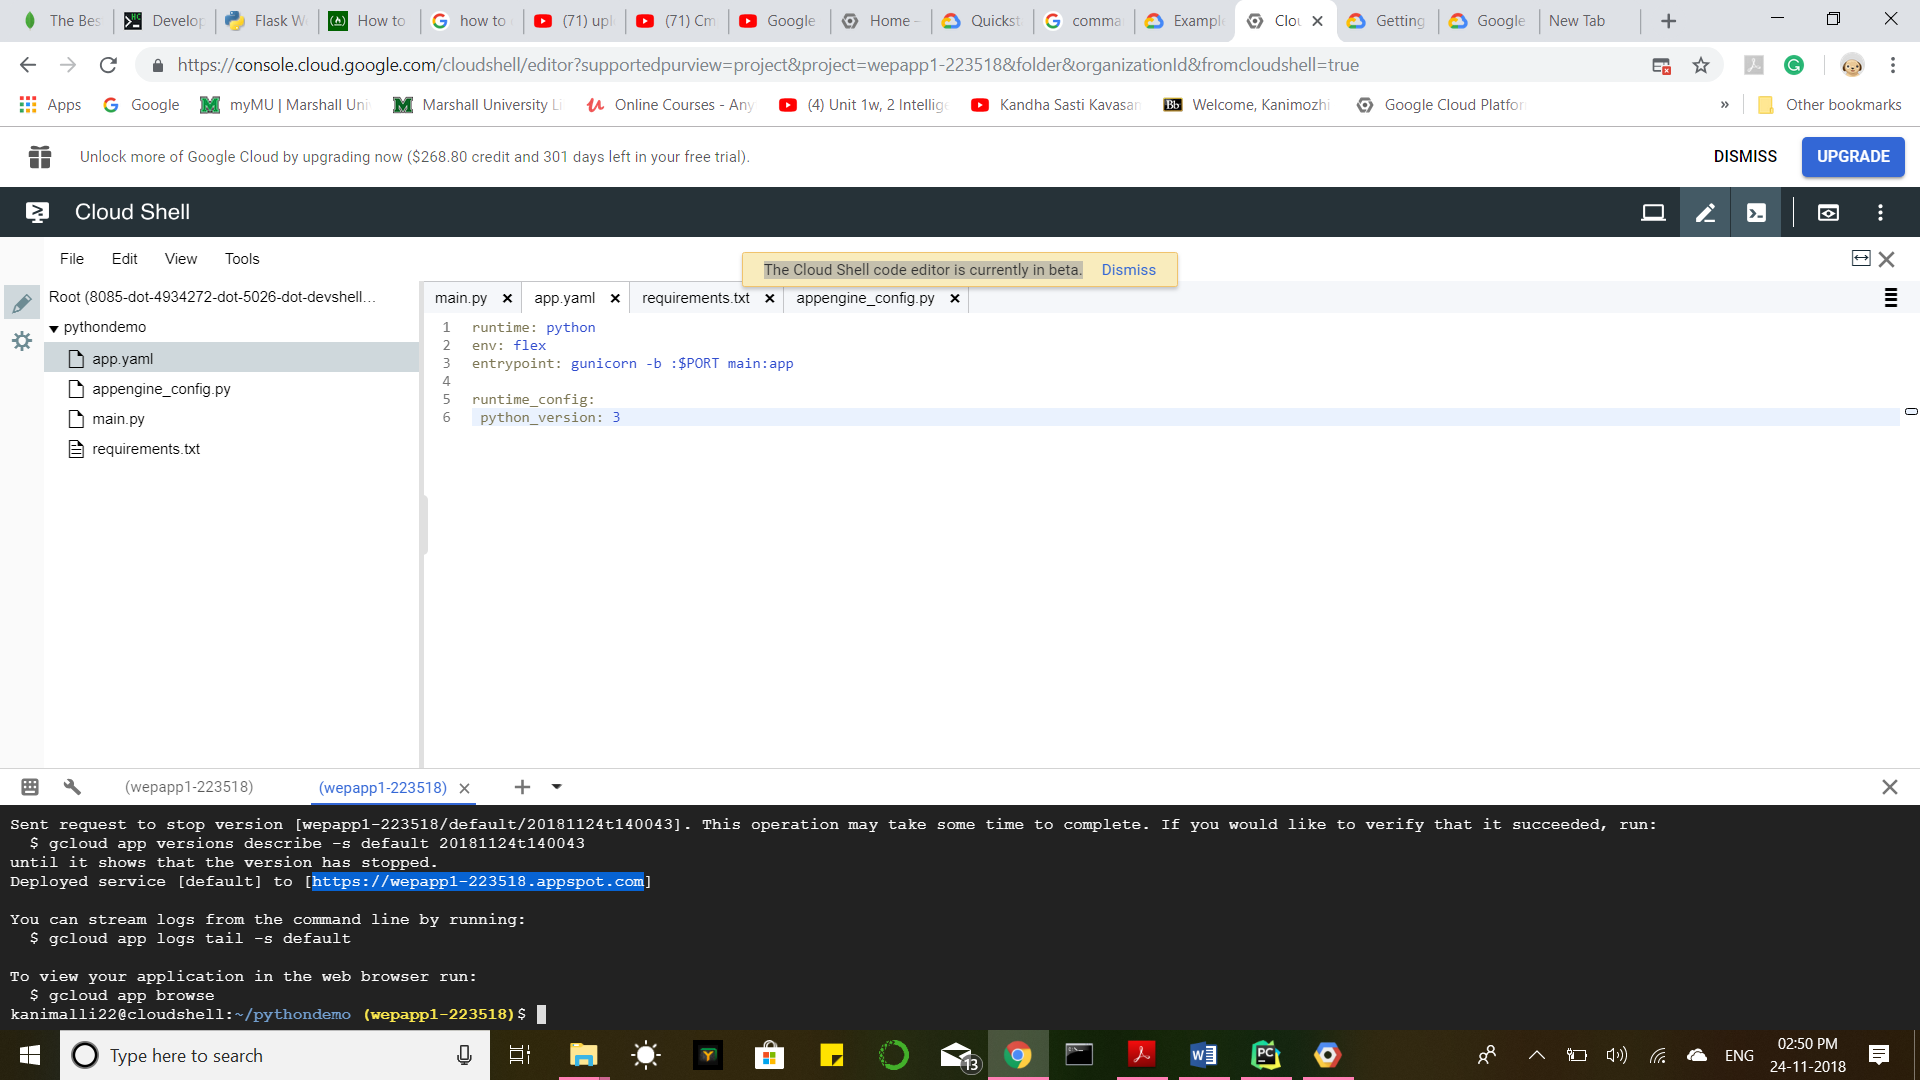 The Bes
Develop
Flask W
How to
how to
(71) upl
(71) Cm
Google
Home –
Quickst
comma
Example
Clou
Getting
Google
New Tab
https://console.cloud.google.com/cloudshell/editor?supportedpurview=project&project=wepapp1-223518&folder&organizationId&fromcloudshell=true
Apps
Google
myMU | Marshall Uni
Marshall University Li
Online Courses - Any
(4) Unit 1w, 2 Intellige
Kandha Sasti Kavasam
Bb Welcome, Kanimozhi
Google Cloud Platfor
»
Other bookmarks
Unlock more of Google Cloud by upgrading now ($268.80 credit and 301 days left in your free trial).
DISMISS
UPGRADE
Cloud Shell
File Edit View Tools
The Cloud Shell code editor is currently in beta. Dismiss
Root (8085-dot-4934272-dot-5026-dot-devshell...
pythondemo
app.yaml
appengine_config.py
main.py
requirements.txt
main.py
app.yaml
requirements.txt
appengine_config.py
1 runtime: python
2 env: flex
3 entrypoint: gunicorn -b :$PORT main:app
4
5 runtime_config:
6 python_version: 3
(wepapp1-223518)
(wepapp1-223518)
Sent request to stop version [wepapp1-223518/default/20181124t140043]. This operation may take some time to complete. If you would like to verify that it succeeded, run:
$ gcloud app versions describe -s default 20181124t140043
until it shows that the version has stopped.
Deployed service [default] to [https://wepapp1-223518.appspot.com]
You can stream logs from the command line by running:
$ gcloud app logs tail -s default
To view your application in the web browser run:
$ gcloud app browse
kanimalli22@cloudshell:~/pythondemo (wepapp1-223518)$
Type here to search
13
PC
ENG
02:50 PM
24-11-2018